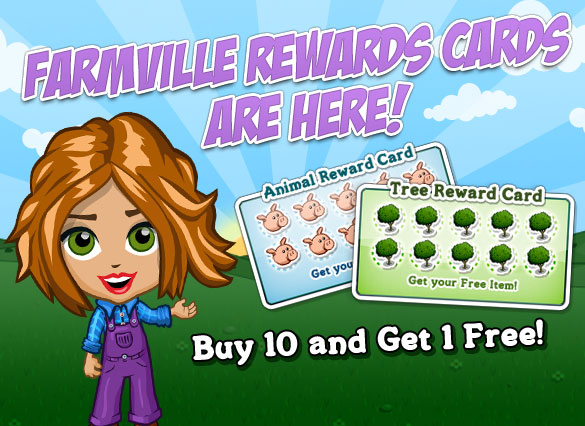 FARMVILLE REWARDS CARDS
ARE HERE!
Animal Reward Card
Get you
Tree Reward Card
Get your Free Item!
Buy 10 and Get 1 Free!